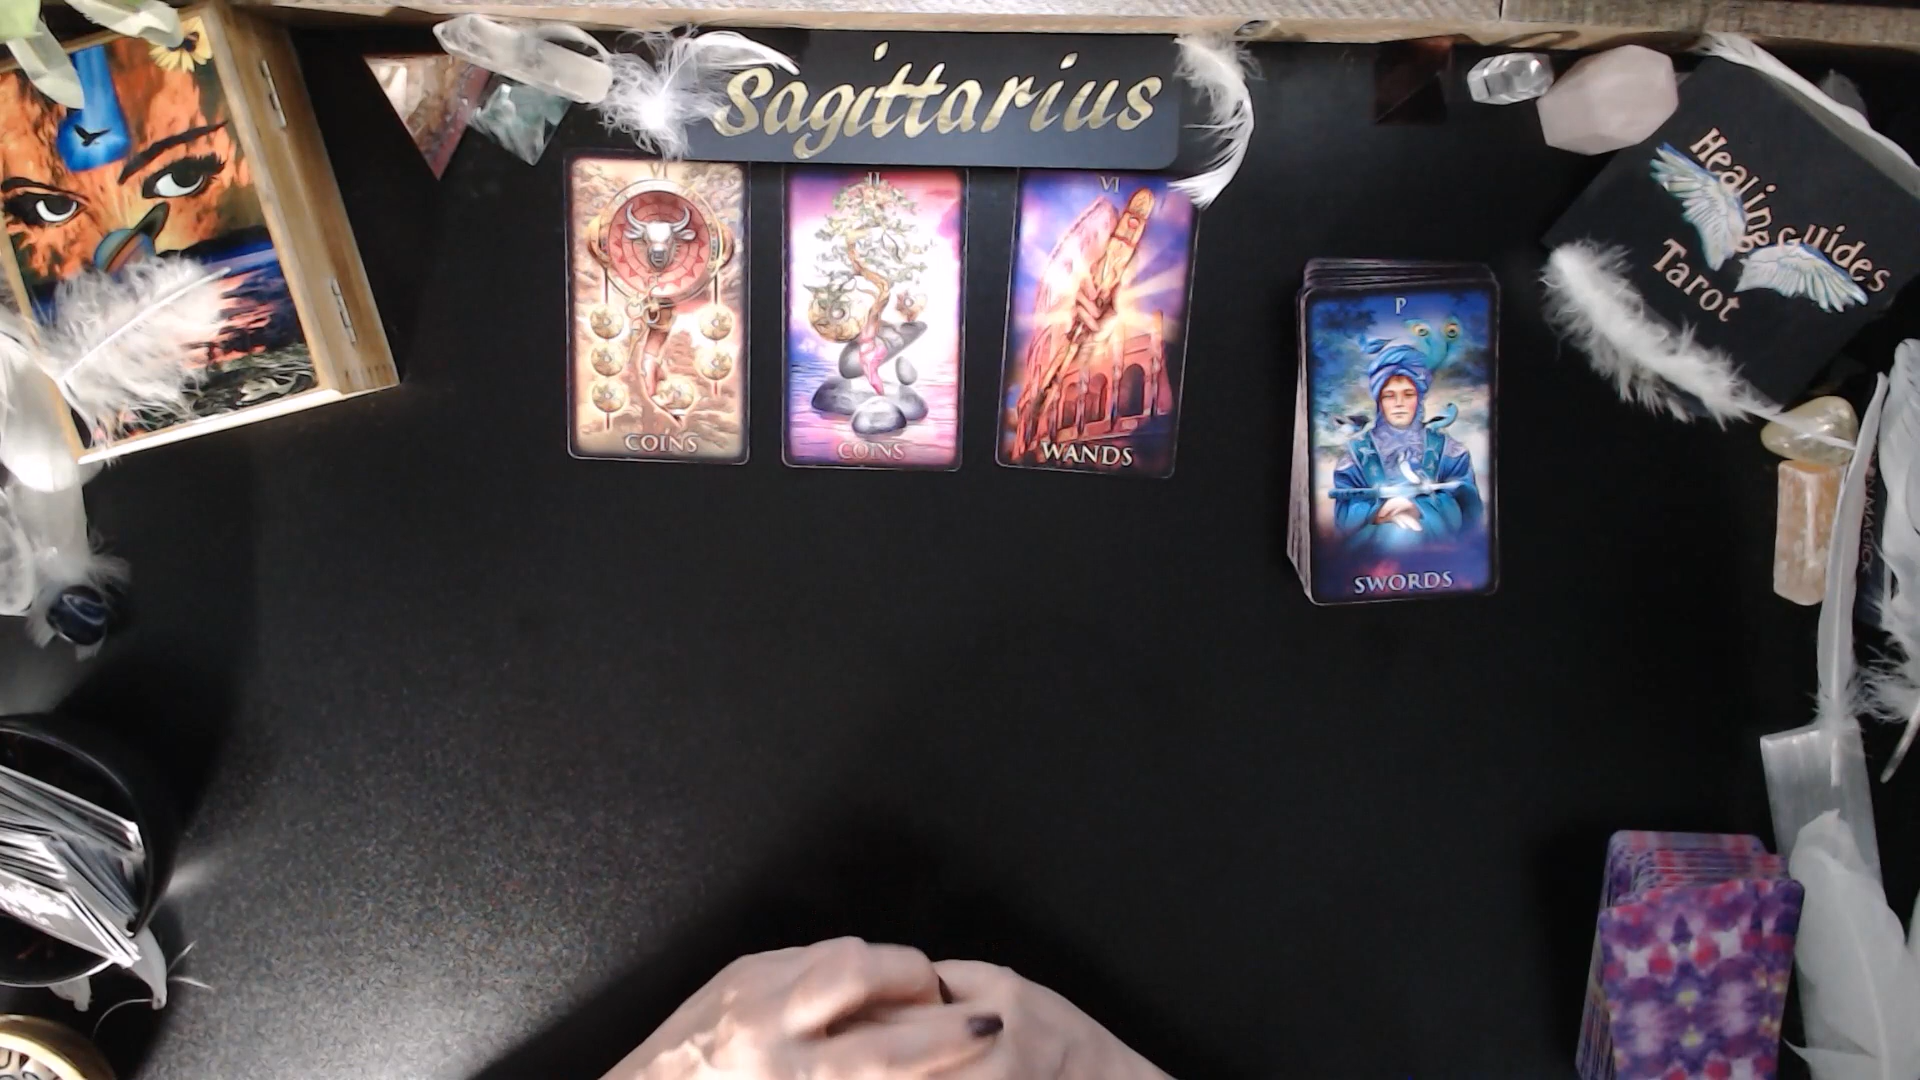 Sagittarius
VI
COINS
II
COINS
VI
WANDS
P
SWORDS
Healing Guides
Tarot